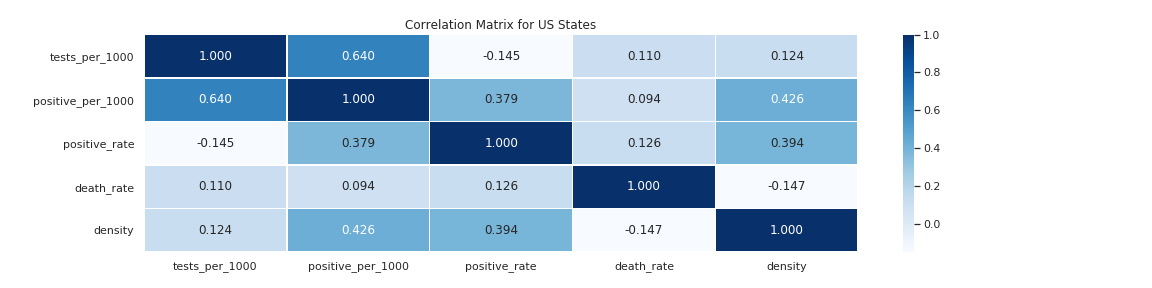 Correlation Matrix for US States
tests_per_1000 1.000 0.640 -0.145 0.110 0.124
positive_per_1000 0.640 1.000 0.379 0.094 0.426
positive_rate -0.145 0.379 1.000 0.126 0.394
death_rate 0.110 0.094 0.126 1.000 -0.147
density 0.124 0.426 0.394 -0.147 1.000
tests_per_1000 positive_per_1000 positive_rate death_rate density
1.0
0.8
0.6
0.4
0.2
0.0